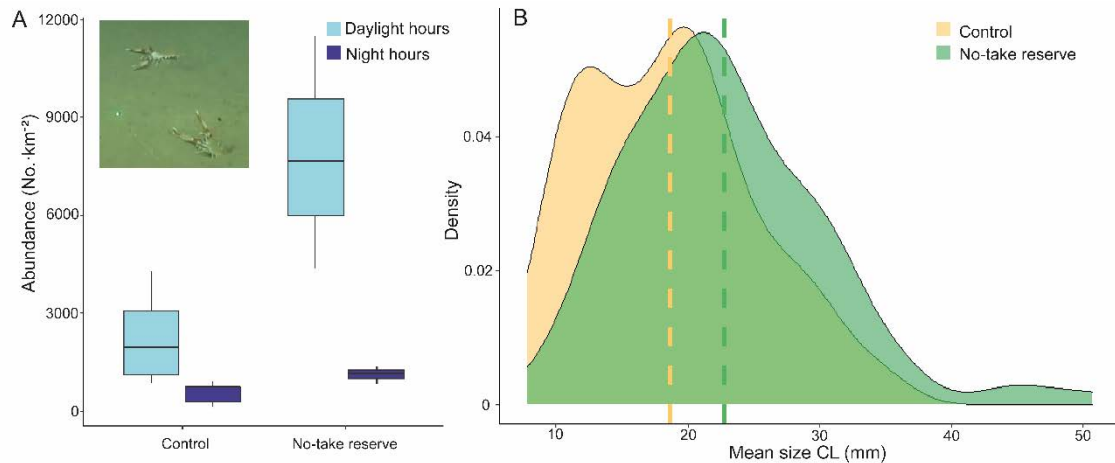 A
Daylight hours
Night hours
Abundance (No.·km⁻²)
12000
9000
6000
3000
0
Control
No-take reserve
B
Control
No-take reserve
Density
0.04
0.02
0
10
20
30
40
50
Mean size CL (mm)